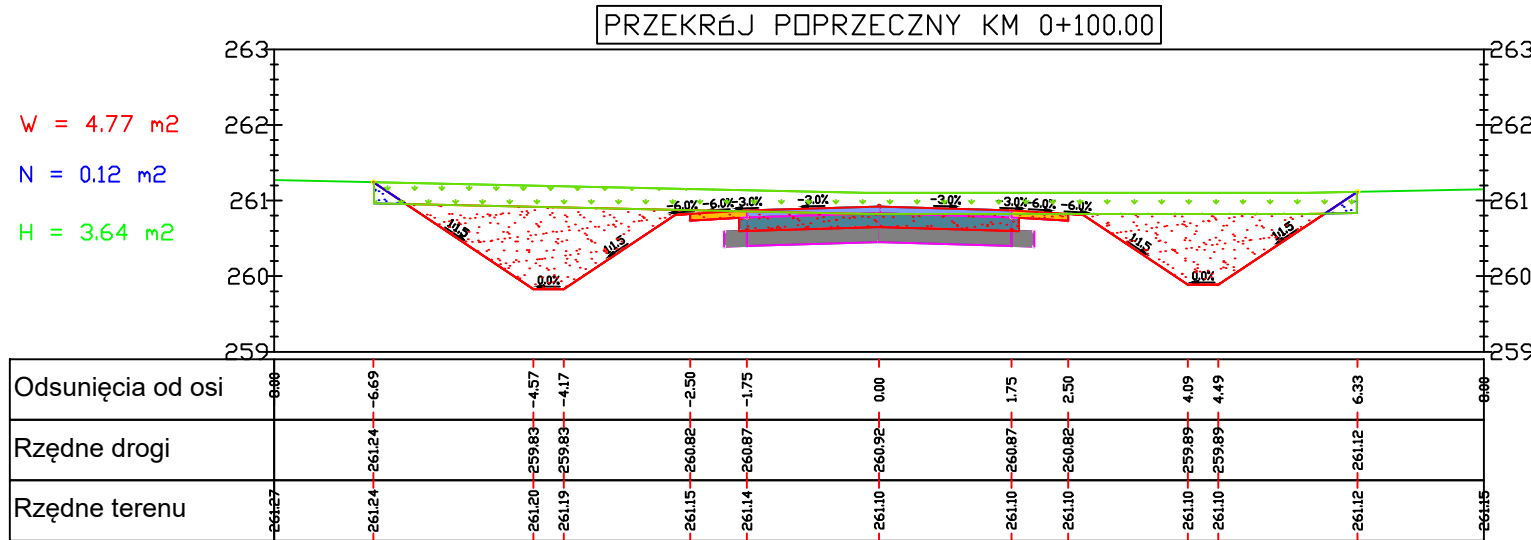 PRZEKRóJ POPRZECZNY KM 0+100.00
263 263
W = 4.77 m2
262 262
N = 0.12 m2
261 261
H = 3.64 m2
-6.0% -6.0% -3.0% -3.0% -3.0% -3.0% -6.0% -6.0%
1:1.5 1:1.5 1:1.5 1:1.5
260 0.0% 0.0% 260
259 259
Odsunięcia od osi 8.00 -6.69 -4.57 -4.17 -2.50 -1.75 0.00 1.75 2.50 4.09 4.49 6.33 8.00
Rzędne drogi 261.24 259.83 259.83 260.82 260.87 260.92 260.87 260.82 259.89 259.89 261.12
Rzędne terenu 261.27 261.24 261.20 261.19 261.15 261.14 261.10 261.10 261.10 261.10 261.10 261.12 261.15